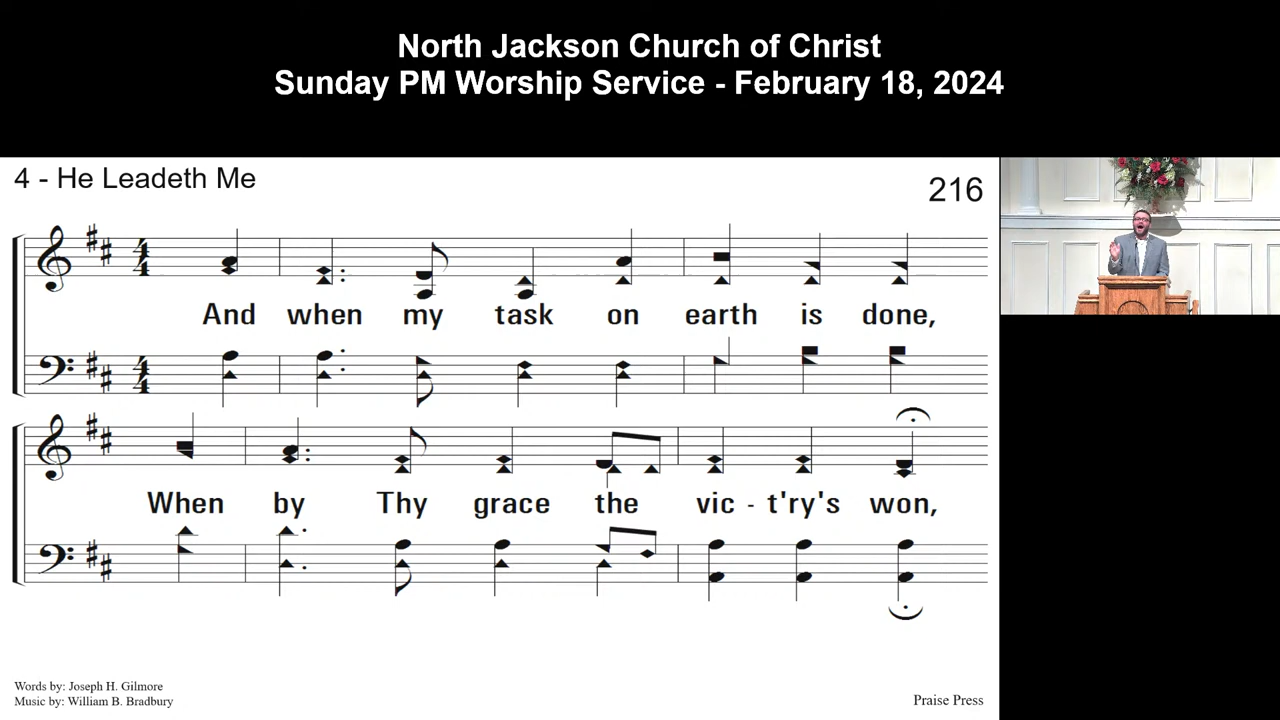 North Jackson Church of Christ
Sunday PM Worship Service - February 18, 2024
4 - He Leadeth Me
216
And when my task on earth is done,
When by Thy grace the vic - t'ry's won,
Words by: Joseph H. Gilmore
Music by: William B. Bradbury
Praise Press